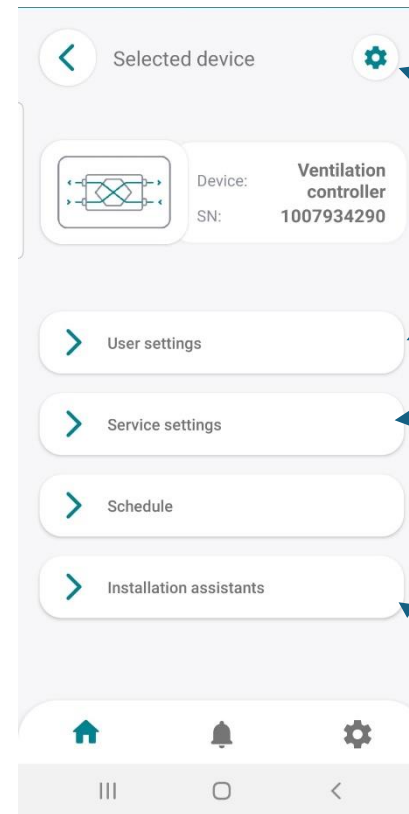 Selected device
Device:
Ventilation
controller
SN:
1007934290
User settings
Service settings
Schedule
Installation assistants